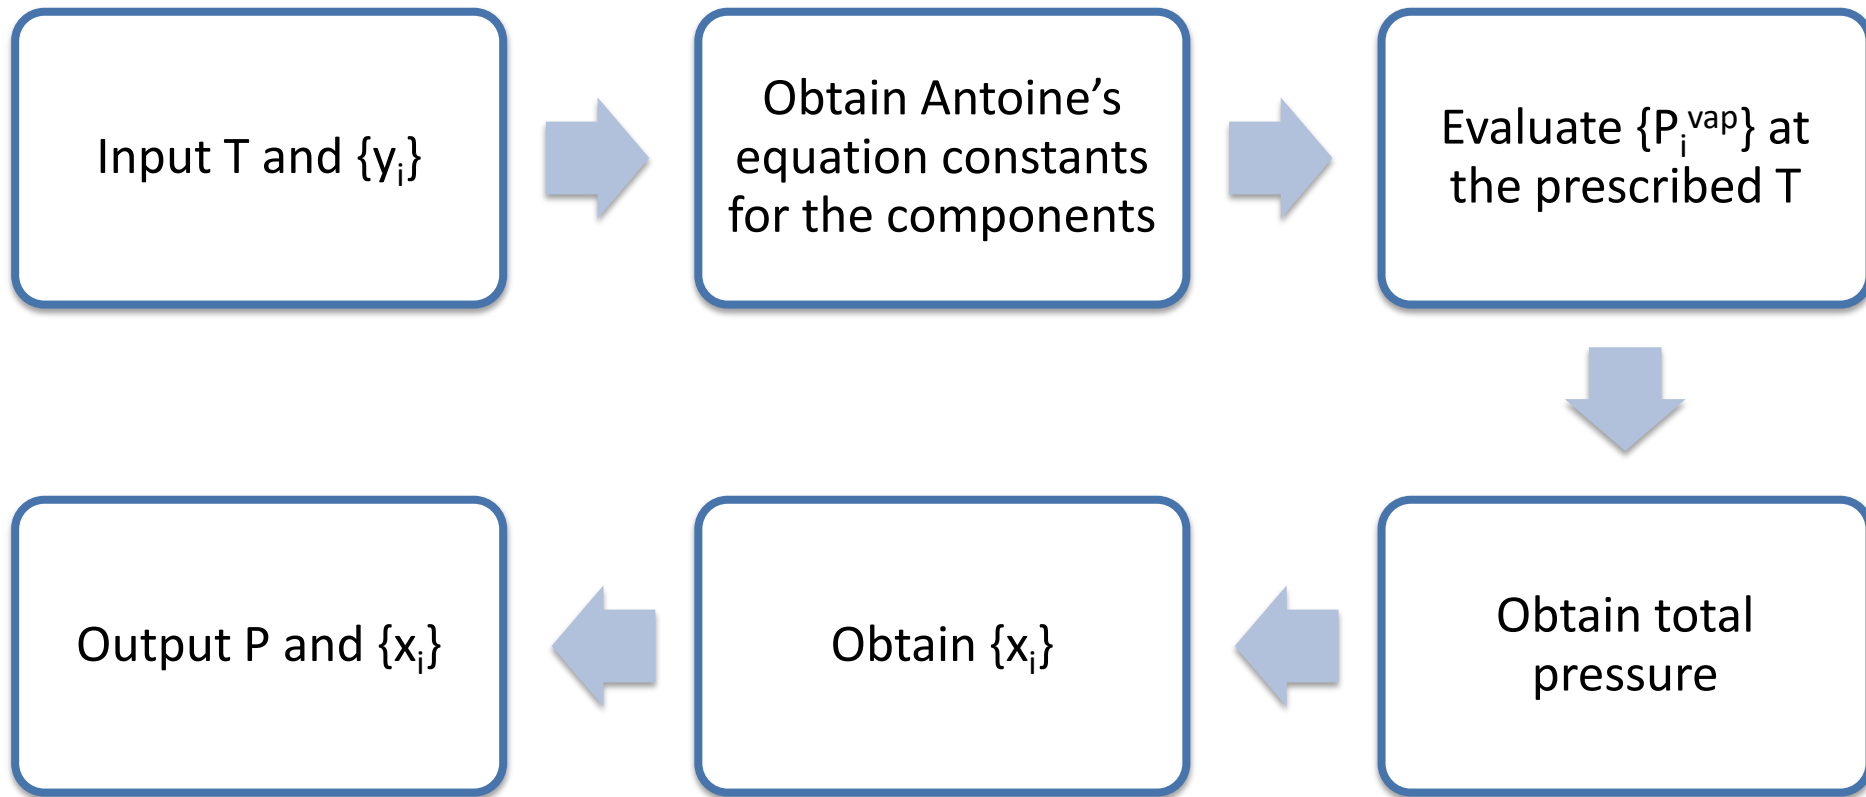 Input T and {yᵢ}
Obtain Antoine’s
equation constants
for the components
Evaluate {Pᵢᵛᵃᵖ} at
the prescribed T
Obtain total
pressure
Obtain {xᵢ}
Output P and {xᵢ}